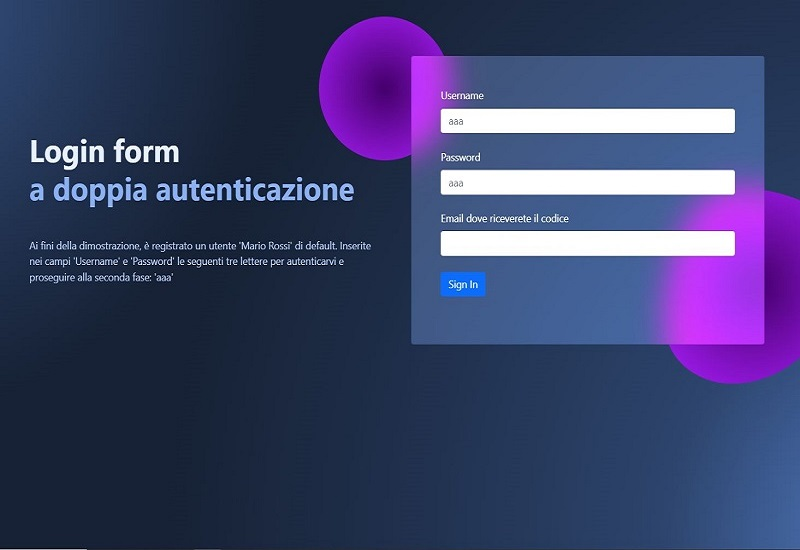 Login form
a doppia autenticazione
Ai fini della dimostrazione, è registrato un utente 'Mario Rossi' di default. Inserite
nei campi 'Username' e 'Password' le seguenti tre lettere per autenticarvi e
proseguire alla seconda fase: 'aaa'
Username
aaa
Password
aaa
Email dove riceverete il codice
Sign In